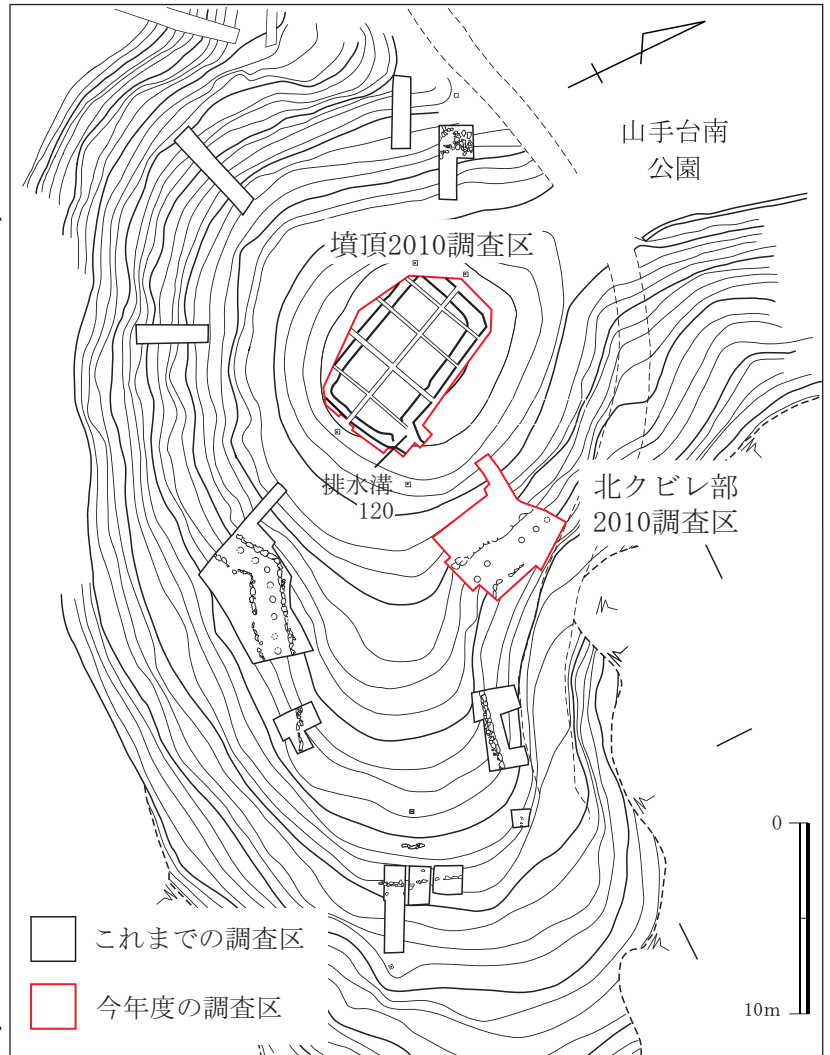 山手台南
公園
墳頂2010調査区
排水溝
120
北クビレ部
2010調査区
0
10m
これまでの調査区
今年度の調査区